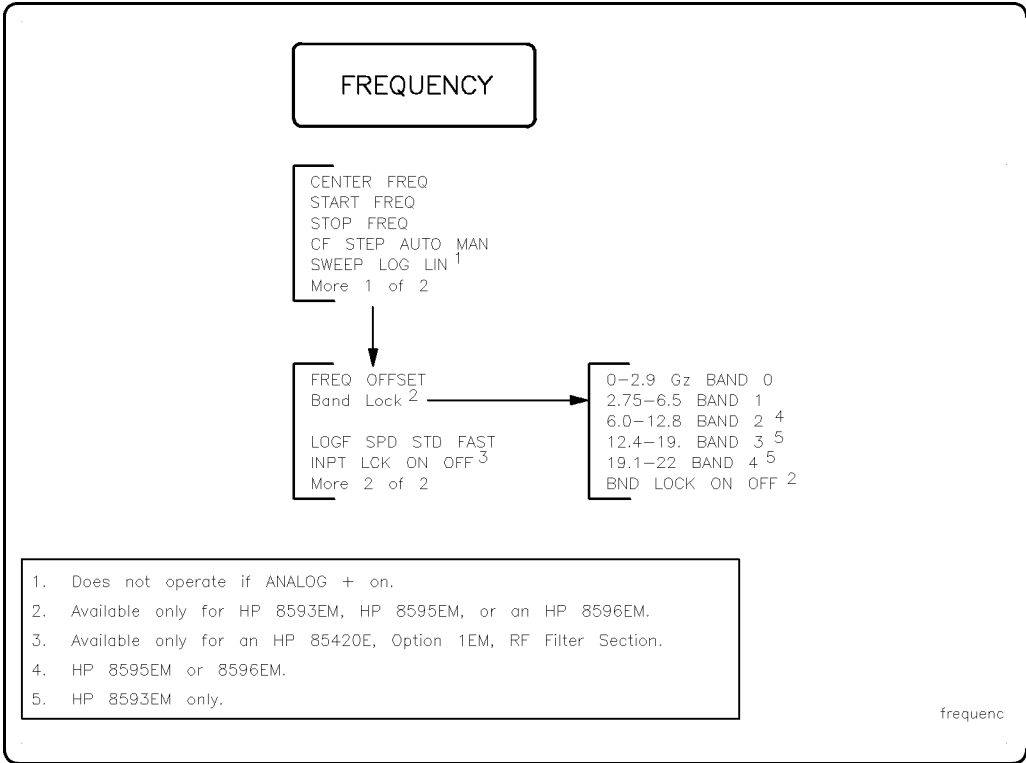 FREQUENCY
CENTER FREQ
START FREQ
STOP FREQ
CF STEP AUTO MAN
SWEEP LOG LIN 1
More 1 of 2
FREQ OFFSET
Band Lock 2
LOGF SPD STD FAST
INPT LCK ON OFF 3
More 2 of 2
0-2.9 Gz BAND 0
2.75-6.5 BAND 1
6.0-12.8 BAND 2 4
12.4-19. BAND 3 5
19.1-22 BAND 4 5
BND LOCK ON OFF 2
1. Does not operate if ANALOG + on.
2. Available only for HP 8593EM, HP 8595EM, or an HP 8596EM.
3. Available only for an HP 85420E, Option 1EM, RF Filter Section.
4. HP 8595EM or 8596EM.
5. HP 8593EM only.
frequenc